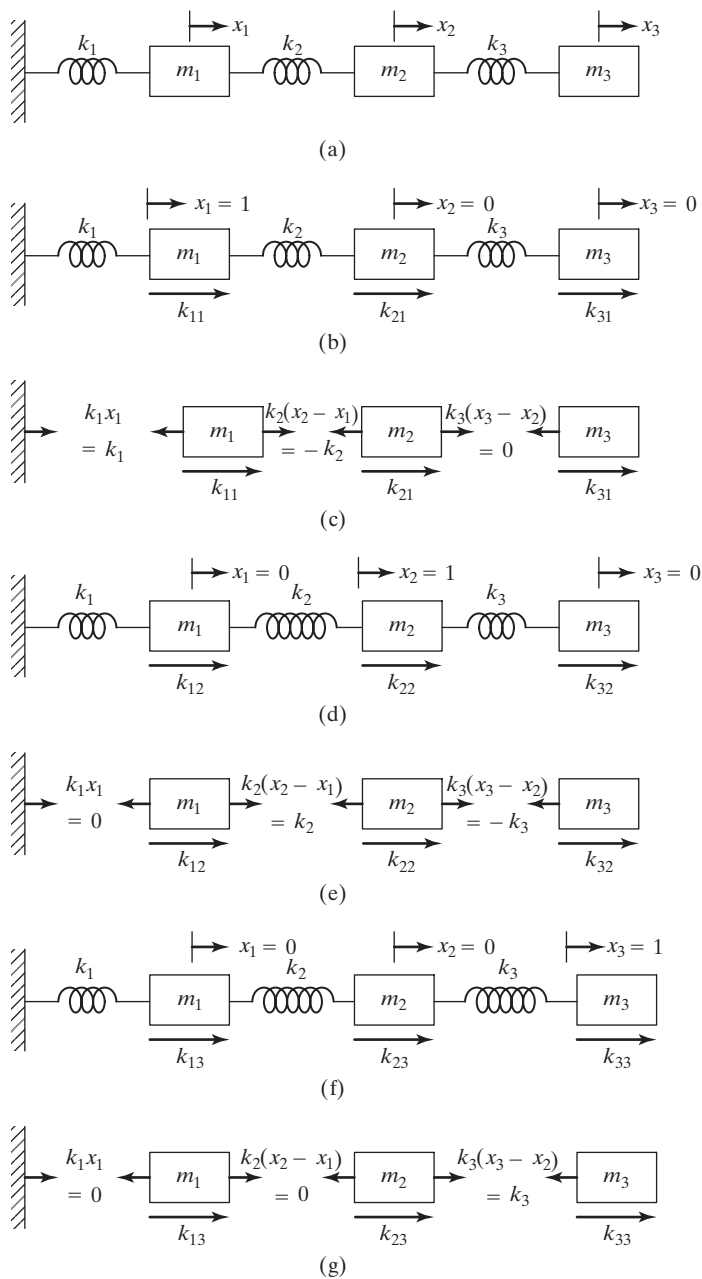 x₁ x₂ x₃
k₁ k₂ k₃
m₁ m₂ m₃
(a)
x₁ = 1 x₂ = 0 x₃ = 0
k₁ k₂ k₃
m₁ m₂ m₃
k₁₁ k₂₁ k₃₁
(b)
k₁x₁ k₂(x₂ − x₁) k₃(x₃ − x₂)
m₁ m₂ m₃
= k₁ = − k₂ = 0
k₁₁ k₂₁ k₃₁
(c)
x₁ = 0 x₂ = 1 x₃ = 0
k₁ k₂ k₃
m₁ m₂ m₃
k₁₂ k₂₂ k₃₂
(d)
k₁x₁ k₂(x₂ − x₁) k₃(x₃ − x₂)
m₁ m₂ m₃
= 0 = k₂ = − k₃
k₁₂ k₂₂ k₃₂
(e)
x₁ = 0 x₂ = 0 x₃ = 1
k₁ k₂ k₃
m₁ m₂ m₃
k₁₃ k₂₃ k₃₃
(f)
k₁x₁ k₂(x₂ − x₁) k₃(x₃ − x₂)
m₁ m₂ m₃
= 0 = 0 = k₃
k₁₃ k₂₃ k₃₃
(g)